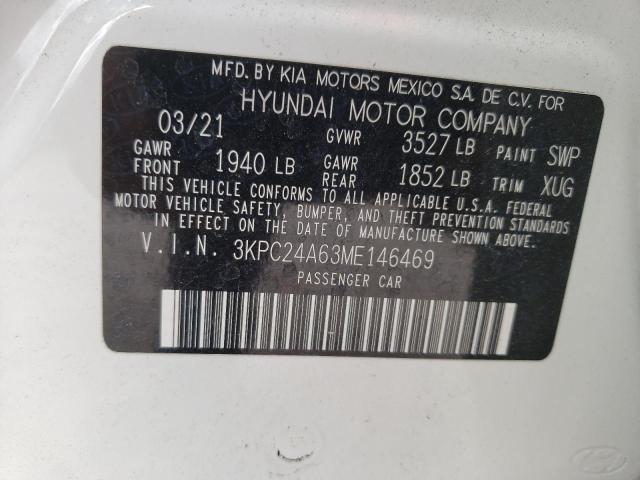 MFD. BY KIA MOTORS MEXICO S.A. DE C.V. FOR
HYUNDAI MOTOR COMPANY
03/21 GVWR 3527 LB PAINT SWP
GAWR FRONT 1940 LB GAWR REAR 1852 LB TRIM XUG
THIS VEHICLE CONFORMS TO ALL APPLICABLE U.S.A. FEDERAL
MOTOR VEHICLE SAFETY, BUMPER, AND THEFT PREVENTION STANDARDS
IN EFFECT ON THE DATE OF MANUFACTURE SHOWN ABOVE.
V.I.N. 3KPC24A63ME146469
PASSENGER CAR